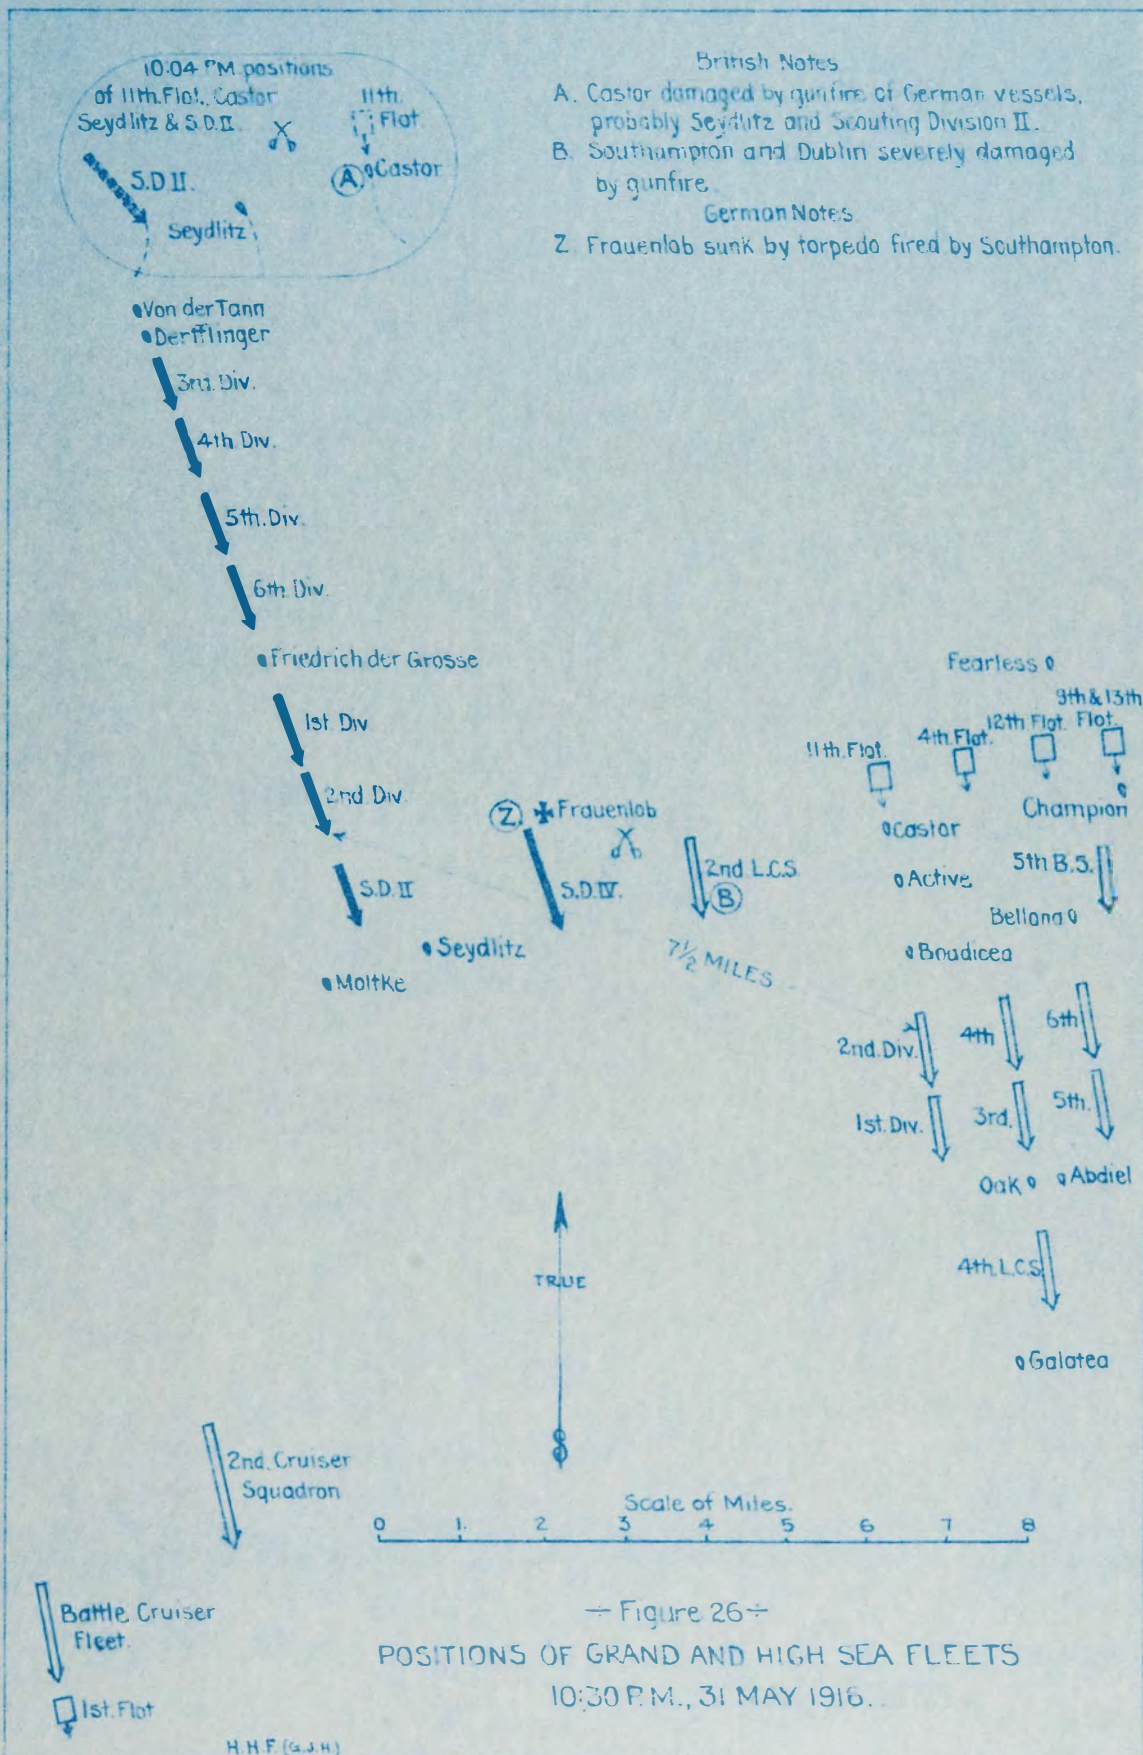 10:04 PM. positions
of 11th. Flot., Castor
Seydlitz & S.D.II.
11th.
Flot.
S.D II.
Seydlitz
A
Castor
British Notes
A. Castor damaged by gunfire of German vessels,
probably Seydlitz and Scouting Division II.
B. Southampton and Dublin severely damaged
by gunfire.
German Notes
Z. Frauenlob sunk by torpedo fired by Southampton.
Von der Tann
Derfflinger
3rd. Div.
4th Div.
5th. Div.
6th. Div.
Friedrich der Grosse
1st. Div
2nd. Div.
S.D. II
Seydlitz
Moltke
Z.
Frauenlob
S.D. IV.
2nd L.C.S
B
7½ MILES
Fearless
9th & 13th
Flot.
12th Flot.
4th. Flot.
11th. Flot.
Champion
Castor
5th B.S.
Active
Bellona
Boudicea
2nd. Div.
4th
6th
1st. Div.
3rd.
5th.
Oak
Abdiel
4th. L.C.S
Galatea
TRUE
2nd. Cruiser
Squadron
Scale of Miles.
0 1. 2 3 4 5 6 7 8
Battle Cruiser
Fleet.
1st. Flot
Figure 26
POSITIONS OF GRAND AND HIGH SEA FLEETS
10:30 P.M., 31 MAY 1916.
H.H.F. (G.J.H.)